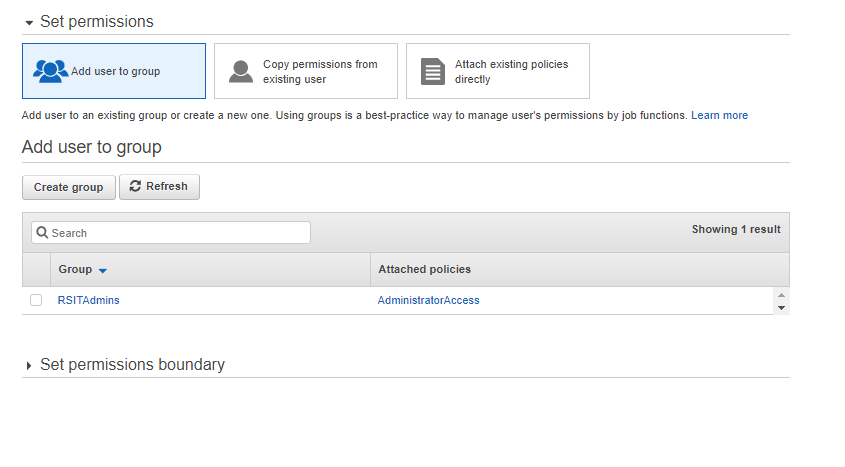 Set permissions
Add user to group
Copy permissions from
existing user
Attach existing policies
directly
Add user to an existing group or create a new one. Using groups is a best-practice way to manage user's permissions by job functions. Learn more
Add user to group
Create group
Refresh
Search
Showing 1 result
Group
Attached policies
RSITAdmins
AdministratorAccess
Set permissions boundary